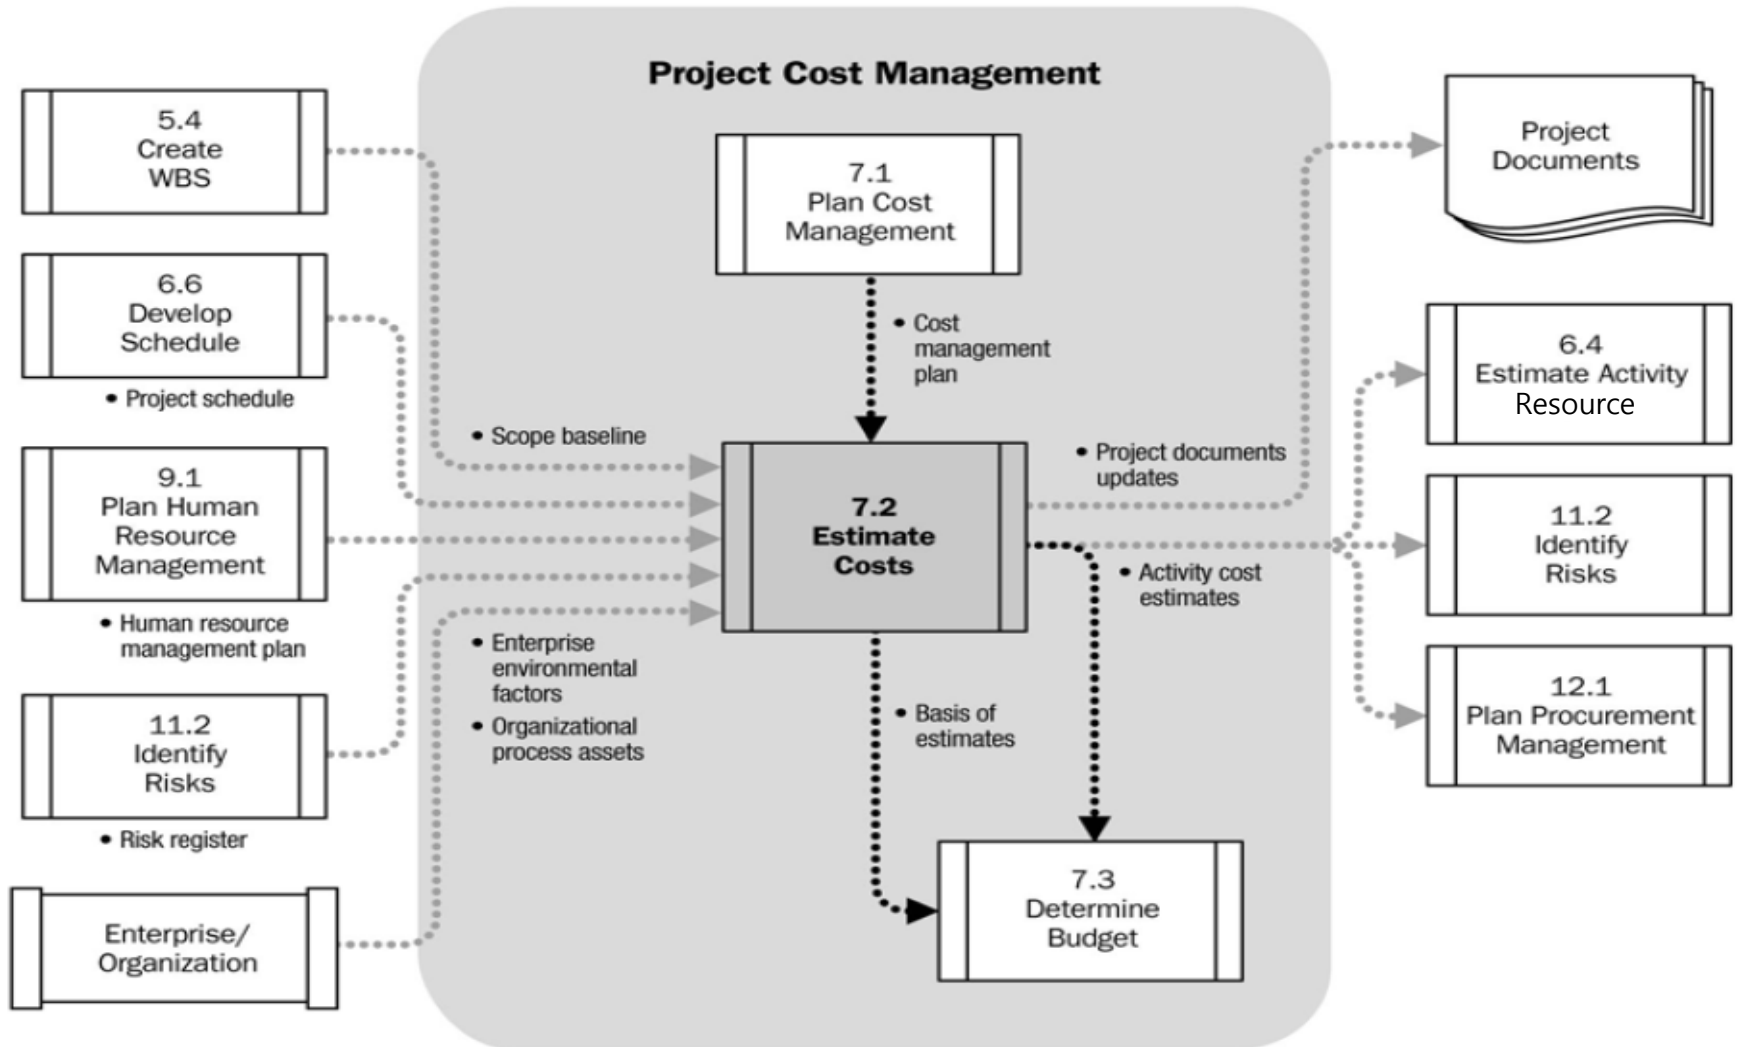 Project Cost Management
5.4
Create
WBS
6.6
Develop
Schedule
• Project schedule
9.1
Plan Human
Resource
Management
• Human resource
management plan
11.2
Identify
Risks
• Risk register
Enterprise/
Organization
7.1
Plan Cost
Management
• Cost
management
plan
• Scope baseline
• Enterprise
environmental
factors
• Organizational
process assets
7.2
Estimate
Costs
• Project documents
updates
• Activity cost
estimates
• Basis of
estimates
7.3
Determine
Budget
Project
Documents
6.4
Estimate Activity
Resource
11.2
Identify
Risks
12.1
Plan Procurement
Management